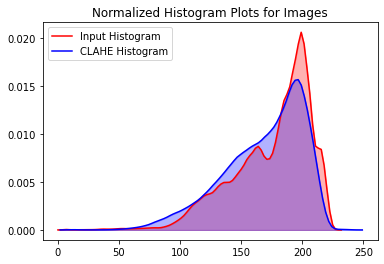 Normalized Histogram Plots for Images
Input Histogram
CLAHE Histogram
0.020
0.015
0.010
0.005
0.000
0 50 100 150 200 250